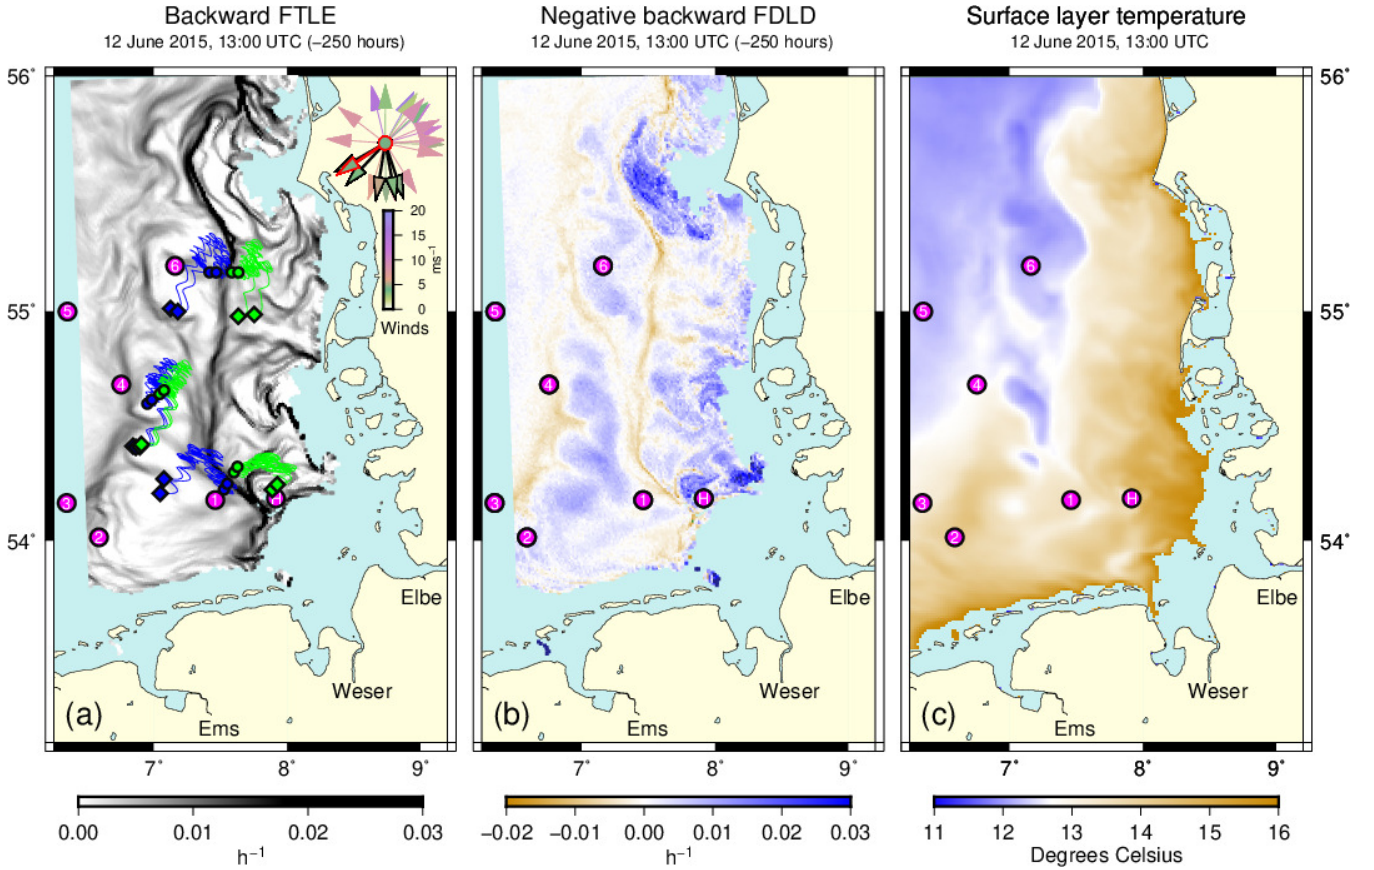 Backward FTLE
12 June 2015, 13:00 UTC (−250 hours)
Negative backward FDLD
12 June 2015, 13:00 UTC (−250 hours)
Surface layer temperature
12 June 2015, 13:00 UTC
56˚
55˚
54˚
20
15
10
5
0
ms⁻¹
Winds
6
5
4
3
2
1
H
Elbe
Weser
Ems
(a)
7˚ 8˚ 9˚
6
5
4
3
2
1
H
Elbe
Weser
Ems
(b)
7˚ 8˚ 9˚
6
5
4
3
2
1
H
Elbe
Weser
Ems
(c)
7˚ 8˚ 9˚
56˚
55˚
54˚
0.00 0.01 0.02 0.03
h⁻¹
−0.02 −0.01 0.00 0.01 0.02 0.03
h⁻¹
11 12 13 14 15 16
Degrees Celsius